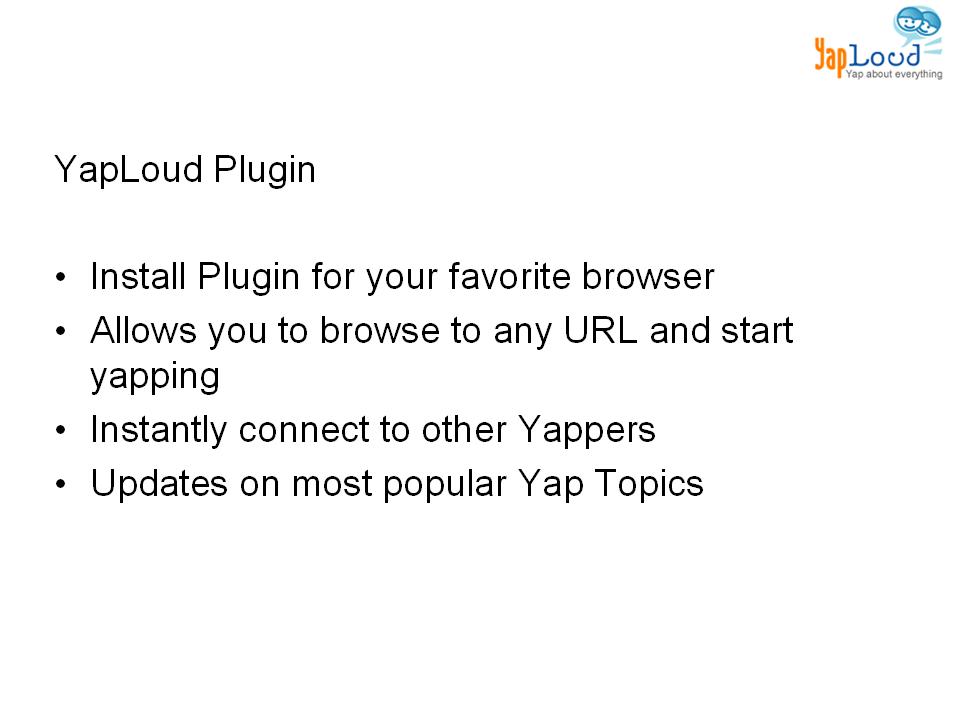 YapLoud
Yap about everything
YapLoud Plugin
• Install Plugin for your favorite browser
• Allows you to browse to any URL and start
yapping
• Instantly connect to other Yappers
• Updates on most popular Yap Topics